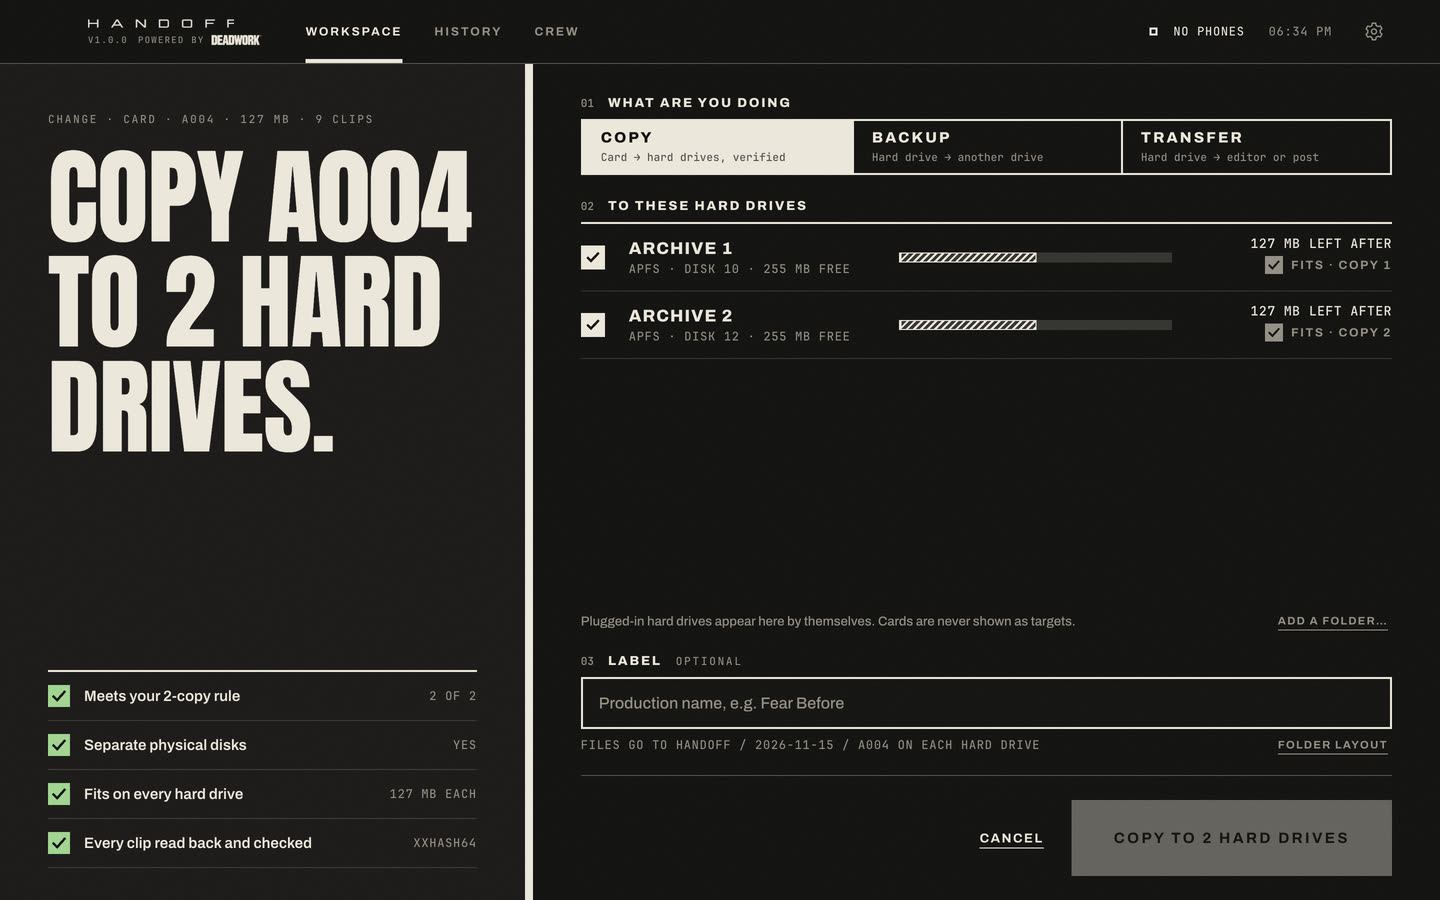 HANDOFF
V1.0.0 POWERED BY DEADWORK
WORKSPACE
HISTORY
CREW
NO PHONES
06:34 PM
CHANGE · CARD · A004 · 127 MB · 9 CLIPS
COPY A004
TO 2 HARD
DRIVES.
Meets your 2-copy rule
2 OF 2
Separate physical disks
YES
Fits on every hard drive
127 MB EACH
Every clip read back and checked
XXHASH64
01 WHAT ARE YOU DOING
COPY
Card → hard drives, verified
BACKUP
Hard drive → another drive
TRANSFER
Hard drive → editor or post
02 TO THESE HARD DRIVES
ARCHIVE 1
APFS · DISK 10 · 255 MB FREE
127 MB LEFT AFTER
FITS · COPY 1
ARCHIVE 2
APFS · DISK 12 · 255 MB FREE
127 MB LEFT AFTER
FITS · COPY 2
Plugged-in hard drives appear here by themselves. Cards are never shown as targets.
ADD A FOLDER...
03 LABEL OPTIONAL
Production name, e.g. Fear Before
FILES GO TO HANDOFF / 2026-11-15 / A004 ON EACH HARD DRIVE
FOLDER LAYOUT
CANCEL
COPY TO 2 HARD DRIVES